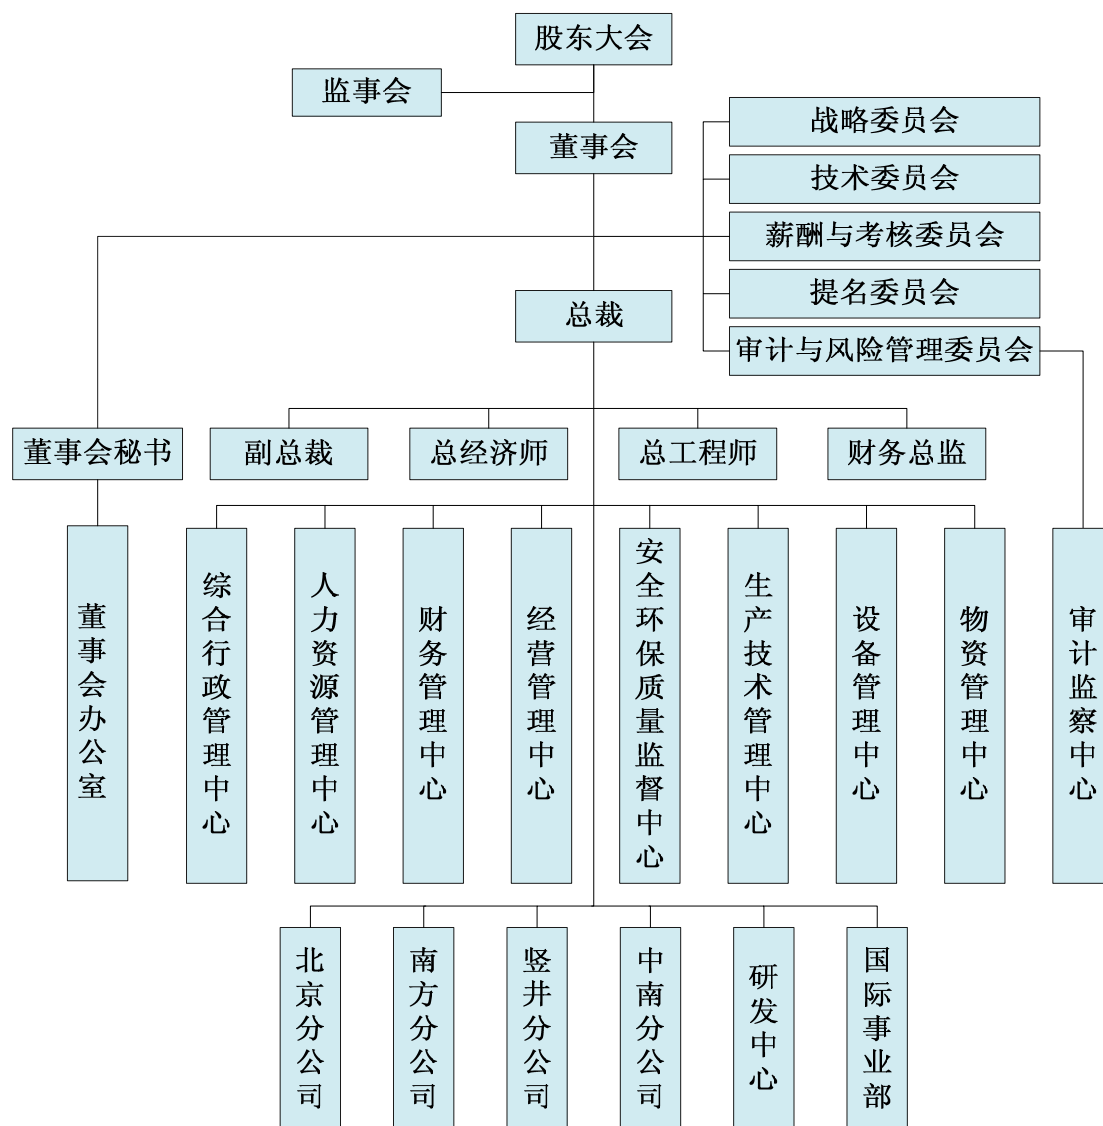 股东大会
监事会
董事会
战略委员会
技术委员会
薪酬与考核委员会
提名委员会
总裁
审计与风险管理委员会
董事会秘书
副总裁
总经济师
总工程师
财务总监
董事会办公室
综合行政管理中心
人力资源管理中心
财务管理中心
经营管理中心
安全环保质量监督中心
生产技术管理中心
设备管理中心
物资管理中心
审计监察中心
北京分公司
南方分公司
竖井分公司
中南分公司
研发中心
国际事业部